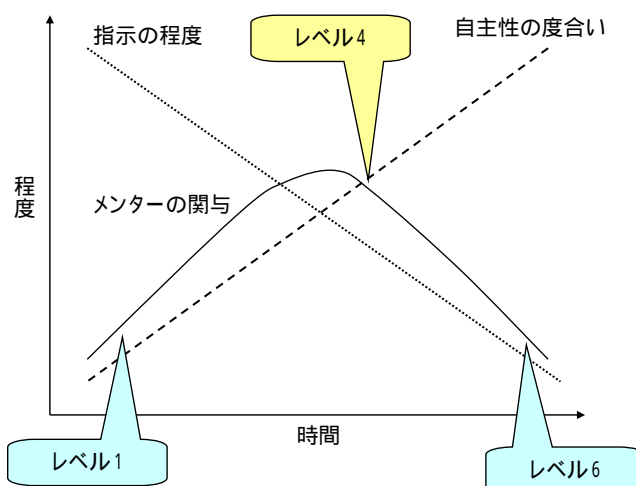 指示の程度
レベル4
自主性の度合い
程度
メンターの関与
レベル1
時間
レベル6